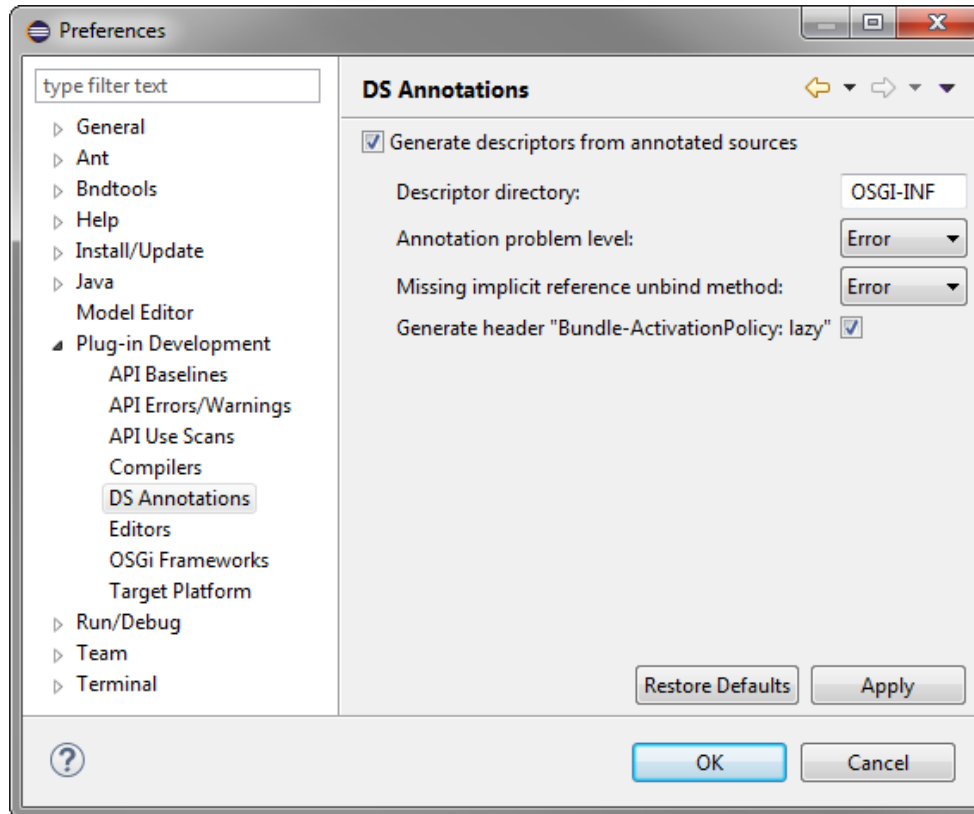 Preferences
type filter text
General
Ant
Bndtools
Help
Install/Update
Java
Model Editor
Plug-in Development
API Baselines
API Errors/Warnings
API Use Scans
Compilers
DS Annotations
Editors
OSGi Frameworks
Target Platform
Run/Debug
Team
Terminal
DS Annotations
Generate descriptors from annotated sources
Descriptor directory: OSGI-INF
Annotation problem level: Error
Missing implicit reference unbind method: Error
Generate header "Bundle-ActivationPolicy: lazy"
Restore Defaults Apply
? OK Cancel